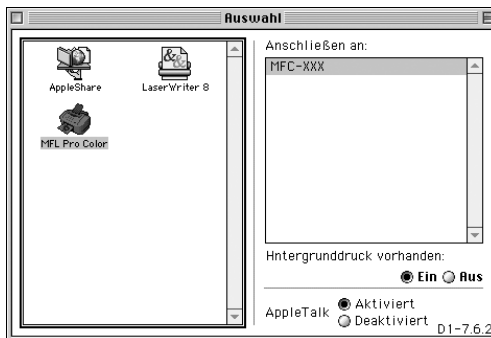 Auswahl
AppleShare
LaserWriter 8
MFL Pro Color
Anschließen an:
MFC-XXX
Hintergrunddruck vorhanden:
Ein Aus
AppleTalk
Aktiviert
Deaktiviert
D1-7.6.2